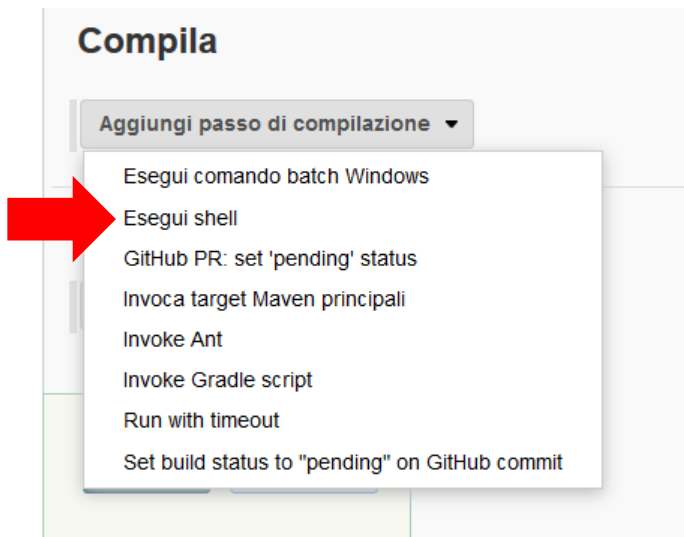 Compila
Aggiungi passo di compilazione
Esegui comando batch Windows
Esegui shell
GitHub PR: set 'pending' status
Invoca target Maven principali
Invoke Ant
Invoke Gradle script
Run with timeout
Set build status to "pending" on GitHub commit